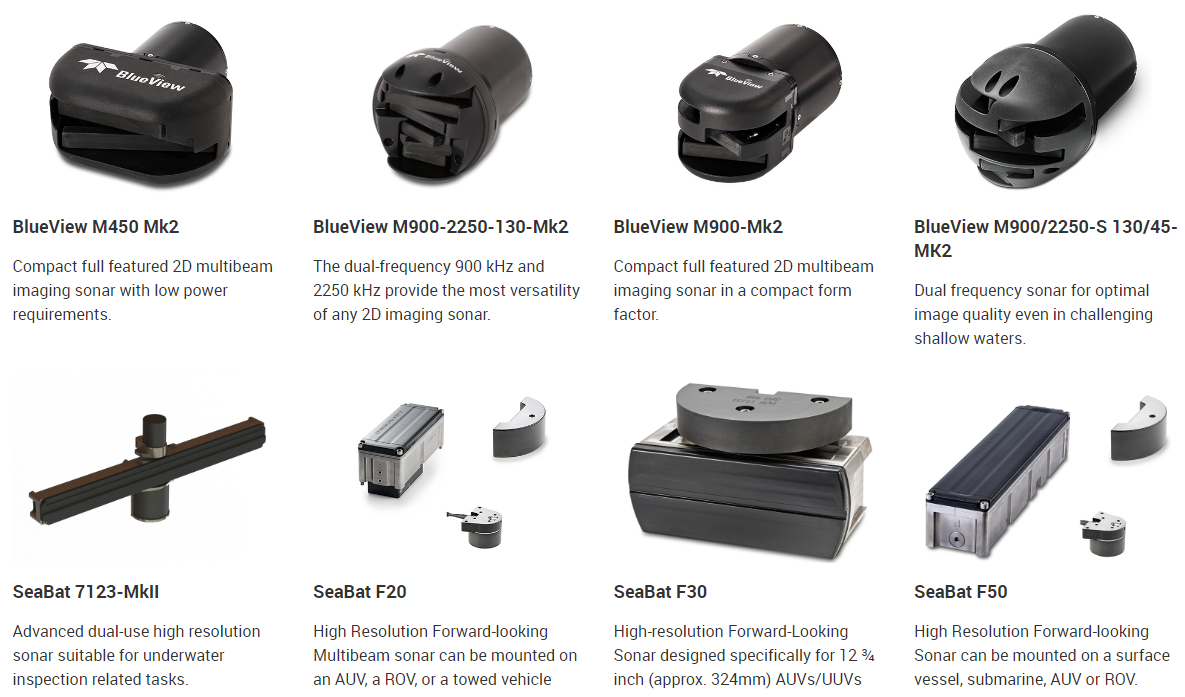 BlueView
BlueView
BlueView
BlueView M450 Mk2
Compact full featured 2D multibeam
imaging sonar with low power
requirements.
BlueView M900-2250-130-Mk2
The dual-frequency 900 kHz and
2250 kHz provide the most versatility
of any 2D imaging sonar.
BlueView M900-Mk2
Compact full featured 2D multibeam
imaging sonar in a compact form
factor.
BlueView M900/2250-S 130/45-
MK2
Dual frequency sonar for optimal
image quality even in challenging
shallow waters.
SeaBat 7123-MkII
Advanced dual-use high resolution
sonar suitable for underwater
inspection related tasks.
SeaBat F20
High Resolution Forward-looking
Multibeam sonar can be mounted on
an AUV, a ROV, or a towed vehicle
SeaBat F30
High-resolution Forward-Looking
Sonar designed specifically for 12 ¾
inch (approx. 324mm) AUVs/UUVs
SeaBat F50
High Resolution Forward-looking
Sonar can be mounted on a surface
vessel, submarine, AUV or ROV.